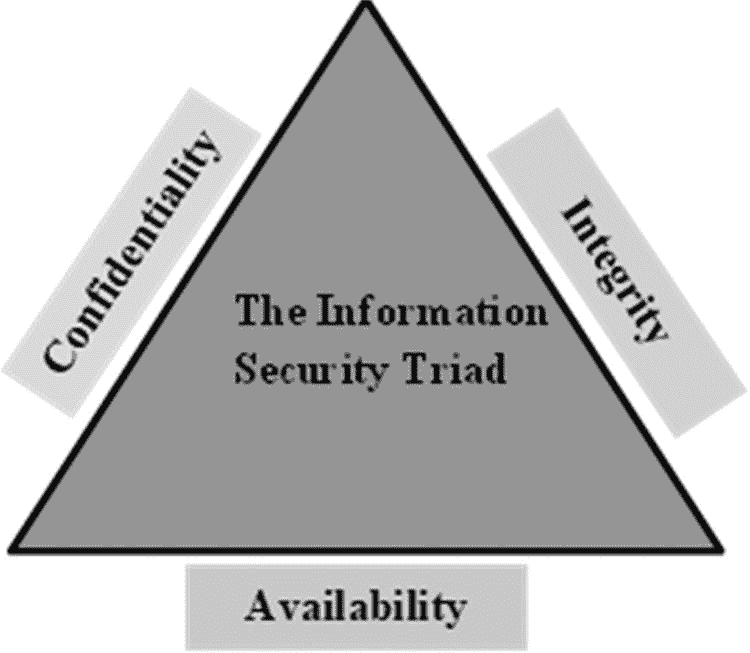 Confidentiality
Integrity
The Information
Security Triad
Availability